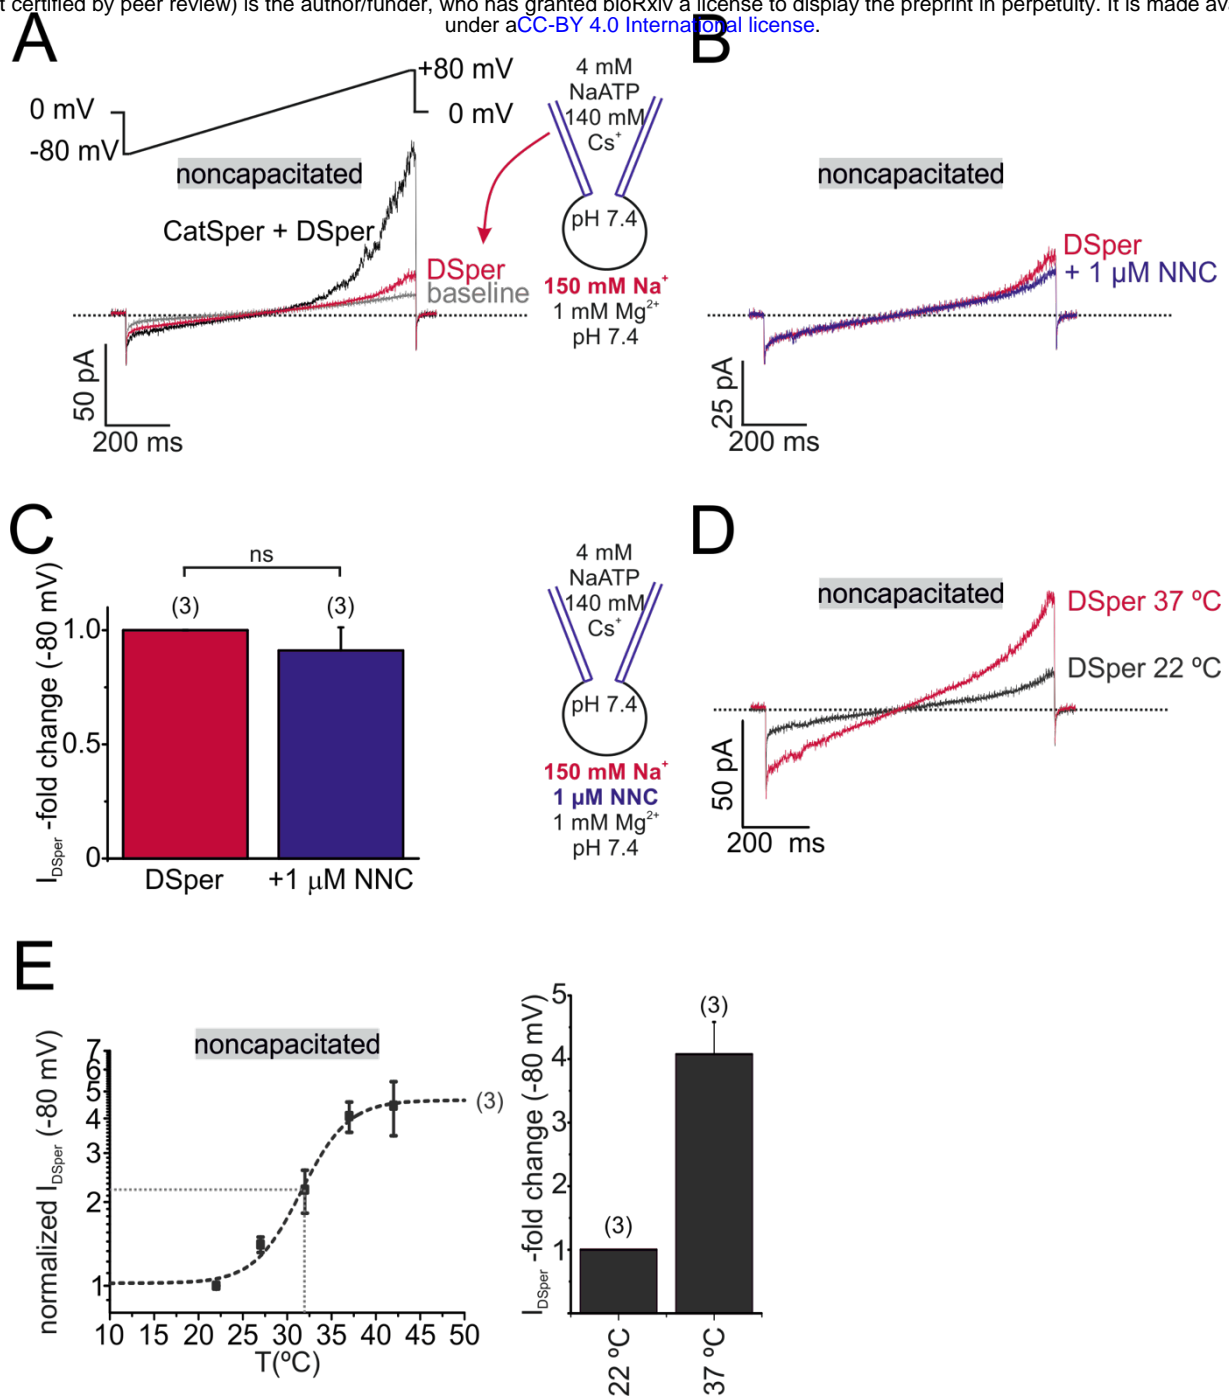 t certified by peer review) is the author/funder, who has granted bioRxiv a license to display the preprint in perpetuity. It is made
under aCC-BY 4.0 International license.
A
+80 mV
0 mV
0 mV
-80 mV
noncapacitated
CatSper + DSper
DSper
baseline
50 pA
200 ms
4 mM
NaATP
140 mM
Cs⁺
pH 7.4
150 mM Na⁺
1 mM Mg²⁺
pH 7.4
B
noncapacitated
DSper
+ 1 µM NNC
25 pA
200 ms
C
ns
(3) (3)
I_DSper -fold change (-80 mV)
1.0
0.5
0
DSper +1 µM NNC
4 mM
NaATP
140 mM
Cs⁺
pH 7.4
150 mM Na⁺
1 µM NNC
1 mM Mg²⁺
pH 7.4
D
noncapacitated
DSper 37 ºC
DSper 22 ºC
50 pA
200 ms
E
noncapacitated
normalized I_DSper (-80 mV)
7
6
5
4
3
2
1
(3)
10 15 20 25 30 35 40 45 50
T(ºC)
I_DSper -fold change (-80 mV)
5
4
3
2
1
(3)
(3)
22 ºC
37 ºC